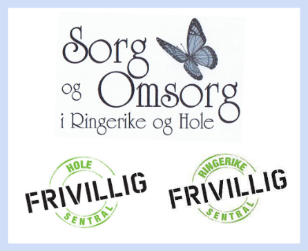 Sorg
og Omsorg
i Ringerike og Hole
HOLE
FRIVILLIG
SENTRAL
RINGERIKE
FRIVILLIG
SENTRAL